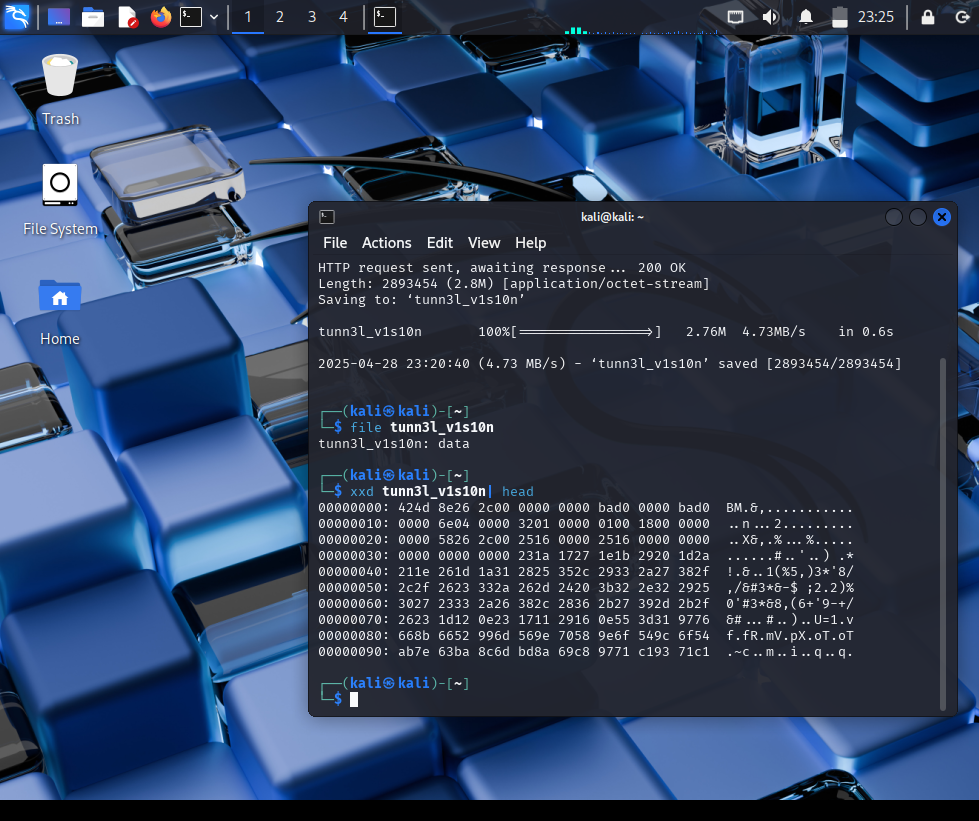 1 2 3 4 23:25
Trash
File System
Home
kali@kali: ~
File Actions Edit View Help
HTTP request sent, awaiting response... 200 OK
Length: 2893454 (2.8M) [application/octet-stream]
Saving to: ‘tunn3l_v1s10n’
tunn3l_v1s10n 100%[===================>] 2.76M 4.73MB/s in 0.6s
2025-04-28 23:20:40 (4.73 MB/s) - ‘tunn3l_v1s10n’ saved [2893454/2893454]
┌──(kali㉿kali)-[~]
└─$ file tunn3l_v1s10n
tunn3l_v1s10n: data
┌──(kali㉿kali)-[~]
└─$ xxd tunn3l_v1s10n| head
00000000: 424d 8e26 2c00 0000 0000 bad0 0000 bad0  BM.&,...........
00000010: 0000 6e04 0000 3201 0000 0100 1800 0000  ..n...2.........
00000020: 0000 5826 2c00 2516 0000 2516 0000 0000  ..X&,.%...%.....
00000030: 0000 0000 0000 231a 1727 1e1b 2920 1d2a  ......#..'..) .*
00000040: 211e 261d 1a31 2825 352c 2933 2a27 382f  !.&..1(%5,)3*'8/
00000050: 2c2f 2623 332a 262d 2420 3b32 2e32 2925  ,/&#3*&-$ ;2.2)%
00000060: 3027 2333 2a26 382c 2836 2b27 392d 2b2f  0'#3*&8,(6+'9-+/
00000070: 2623 1d12 0e23 1711 2916 0e55 3d31 9776  &#...#..)..U=1.v
00000080: 668b 6652 996d 569e 7058 9e6f 549c 6f54  f.fR.mV.pX.oT.oT
00000090: ab7e 63ba 8c6d bd8a 69c8 9771 c193 71c1  .~c..m..i..q..q.
┌──(kali㉿kali)-[~]
└─$